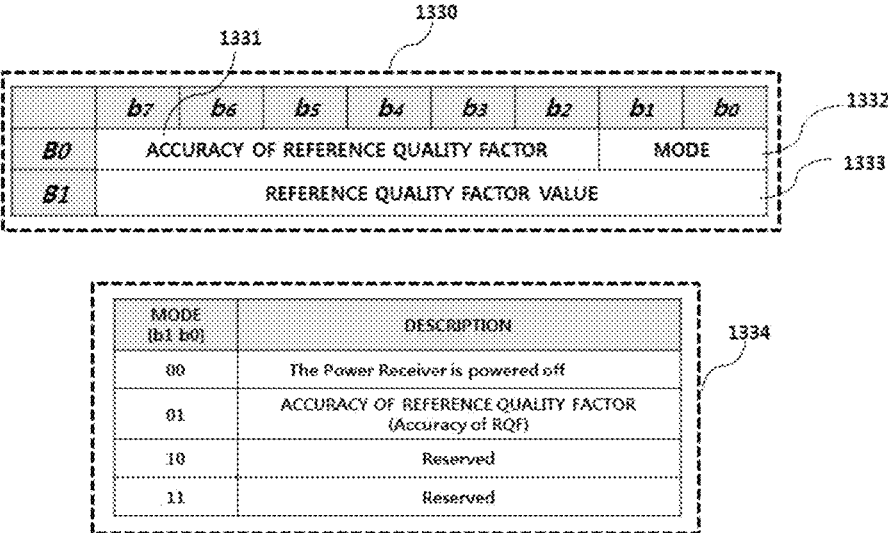 1330
1331
b7 b6 b5 b4 b3 b2 b1 b0
1332
B0 ACCURACY OF REFERENCE QUALITY FACTOR MODE
1333
B1 REFERENCE QUALITY FACTOR VALUE
MODE DESCRIPTION
(b1 b0)
1334
00 The Power Receiver is powered off
01 ACCURACY OF REFERENCE QUALITY FACTOR
(Accuracy of RQF)
10 Reserved
11 Reserved